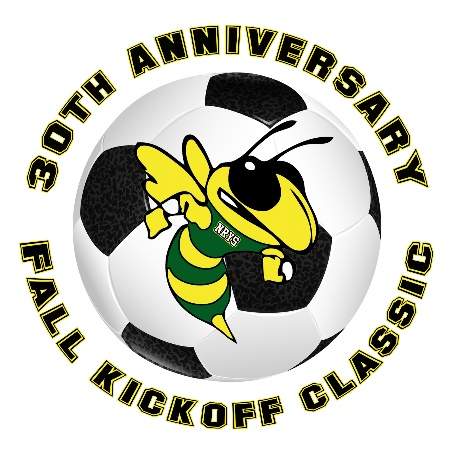 30TH ANNIVERSARY
NRYS
FALL KICKOFF CLASSIC